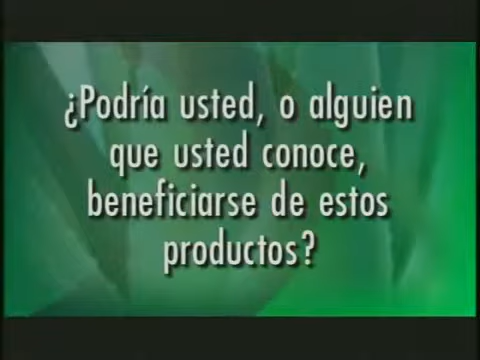 ¿Podría usted, o alguien
que usted conoce,
beneficiarse de estos
productos?